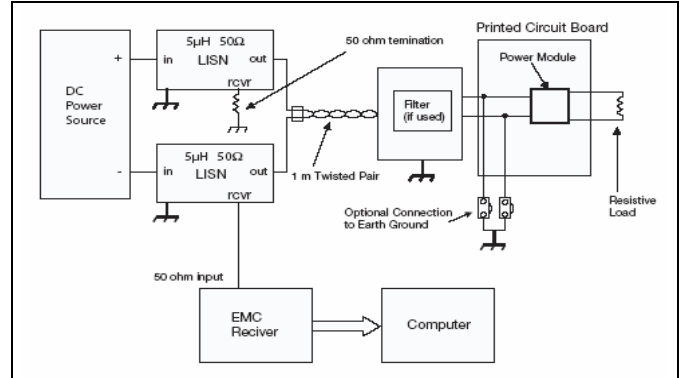 Printed Circuit Board
Power Module
50 ohm temination
+
in
5µH 50Ω
LISN
out
rcvr
DC
Power
Source
Filter
(if used)
-
in
5µH 50Ω
LISN
out
rcvr
1 m Twisted Pair
Optional Connection
to Earth Ground
Resistive
Load
50 ohm input
EMC
Reciver
Computer